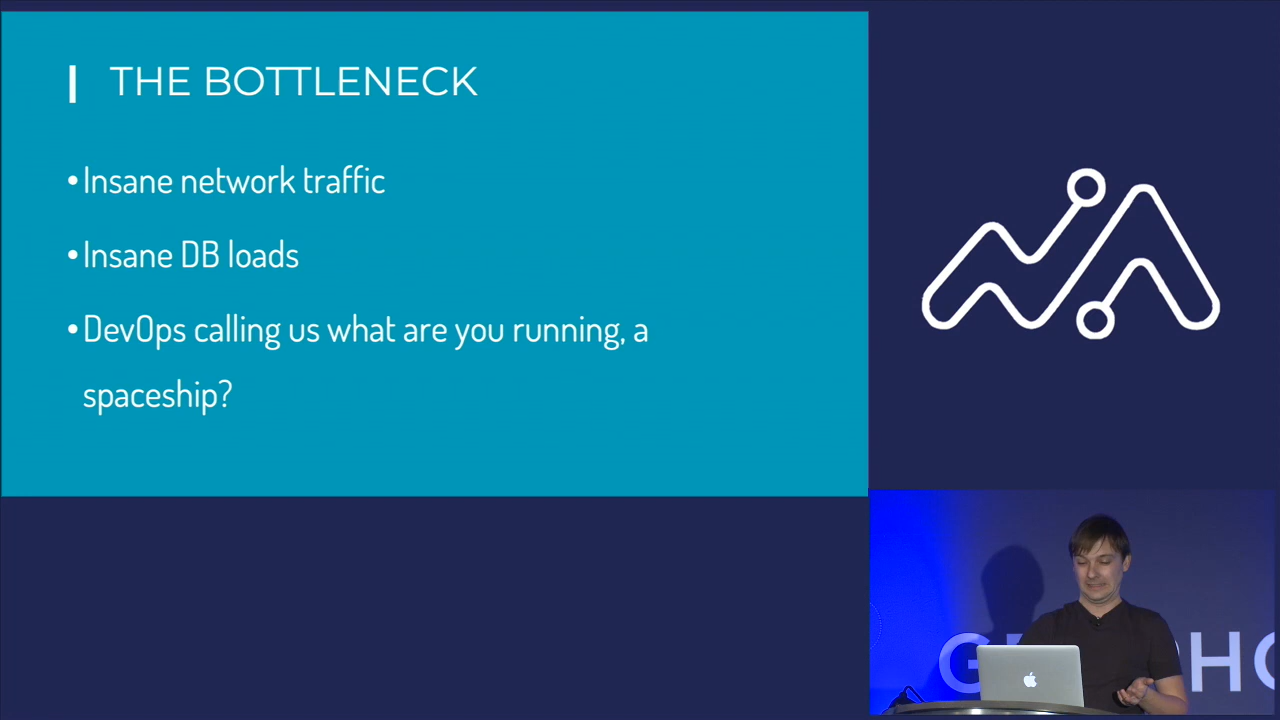 THE BOTTLENECK
•Insane network traffic
•Insane DB loads
•DevOps calling us what are you running, a
spaceship?